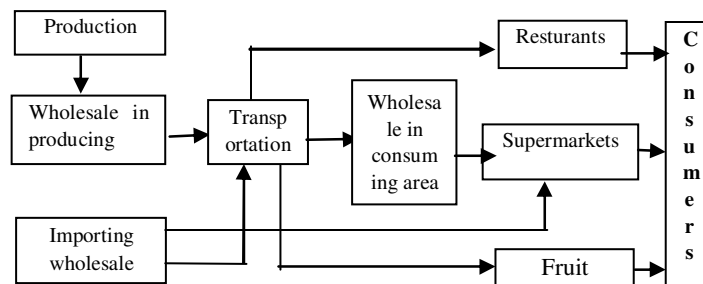 Production
Resturants
Wholesale in
producing
Transp
ortation
Wholesa
le in
consum
ing area
Supermarkets
Importing
wholesale
Fruit
C
o
n
s
u
m
e
r
s